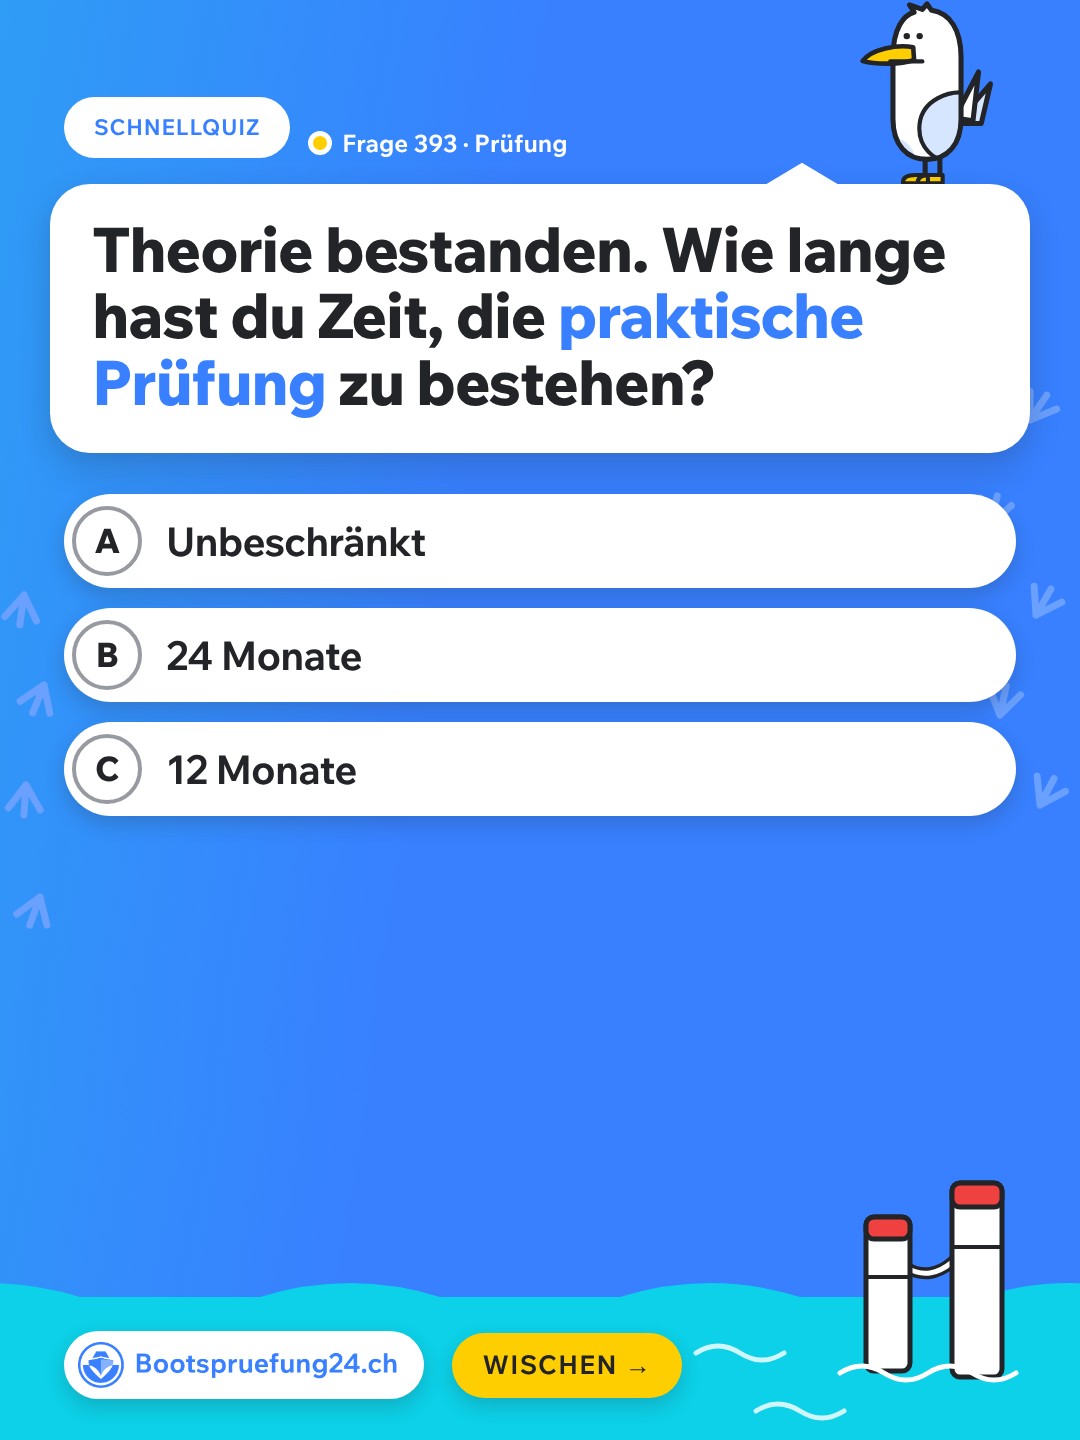 SCHNELLQUIZ
Frage 393 · Prüfung
Theorie bestanden. Wie lange
hast du Zeit, die praktische
Prüfung zu bestehen?
A Unbeschränkt
B 24 Monate
C 12 Monate
Bootspruefung24.ch
WISCHEN →